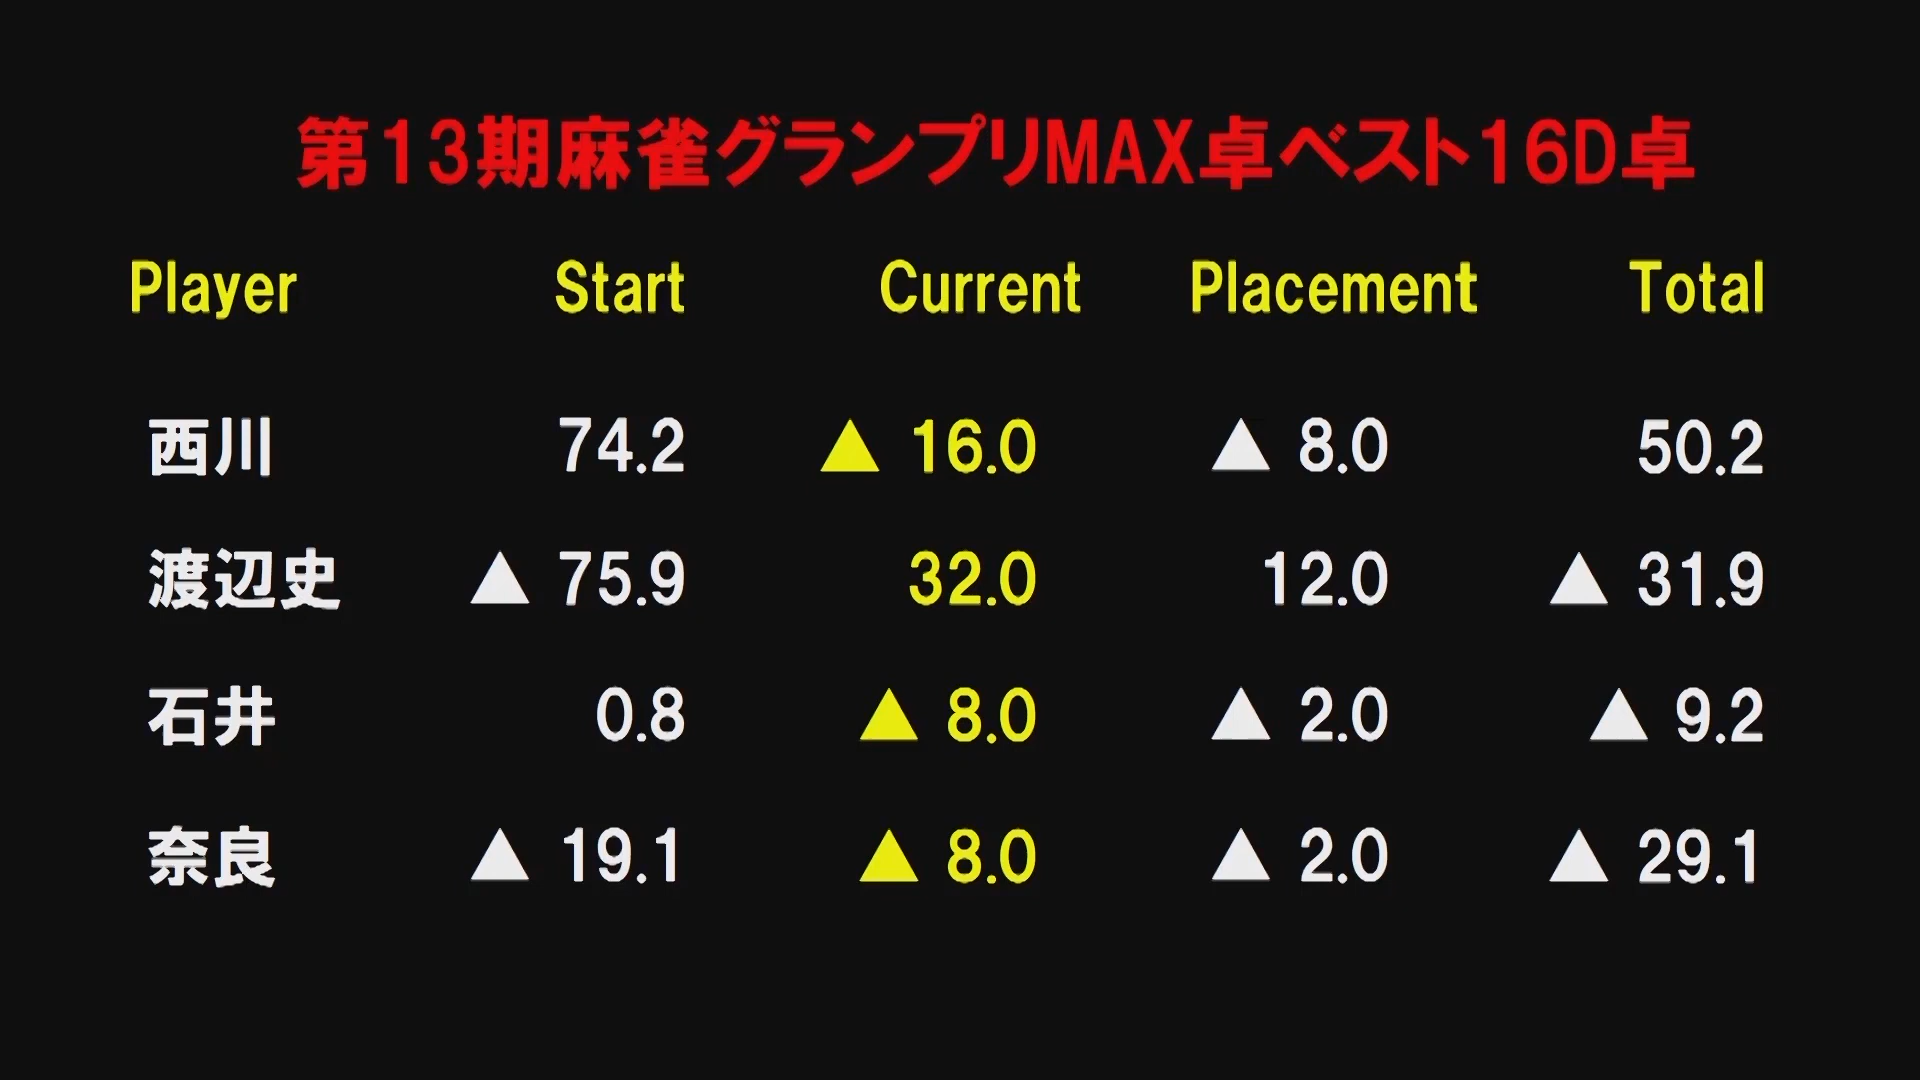 第13期麻雀グランプリMAX卓ベスト16D卓
Player Start Current Placement Total
西川 74.2 ▲ 16.0 ▲ 8.0 50.2
渡辺史 ▲ 75.9 32.0 12.0 ▲ 31.9
石井 0.8 ▲ 8.0 ▲ 2.0 ▲ 9.2
奈良 ▲ 19.1 ▲ 8.0 ▲ 2.0 ▲ 29.1